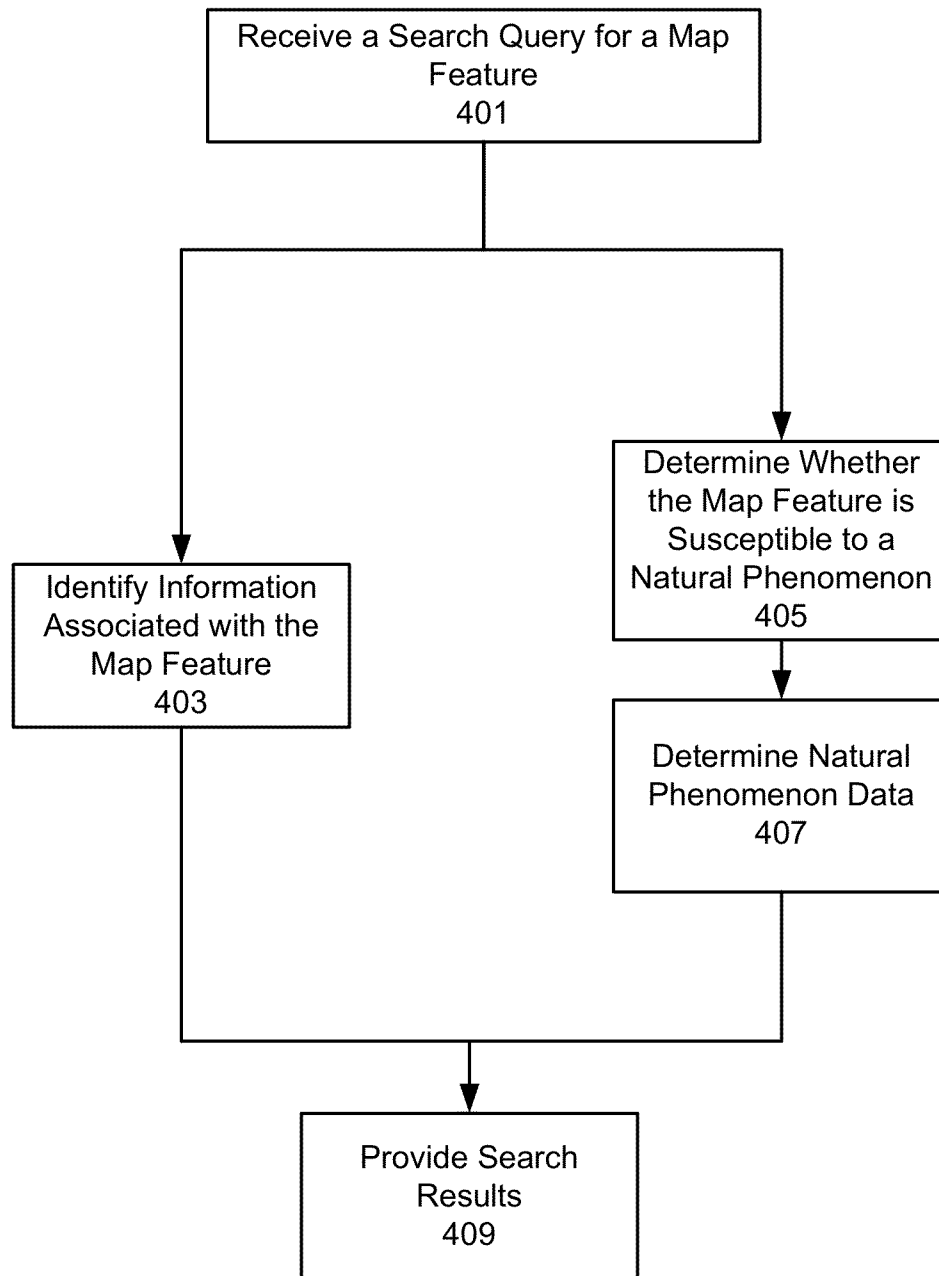 Receive a Search Query for a Map
Feature
401
Identify Information
Associated with the
Map Feature
403
Determine Whether
the Map Feature is
Susceptible to a
Natural Phenomenon
405
Determine Natural
Phenomenon Data
407
Provide Search
Results
409